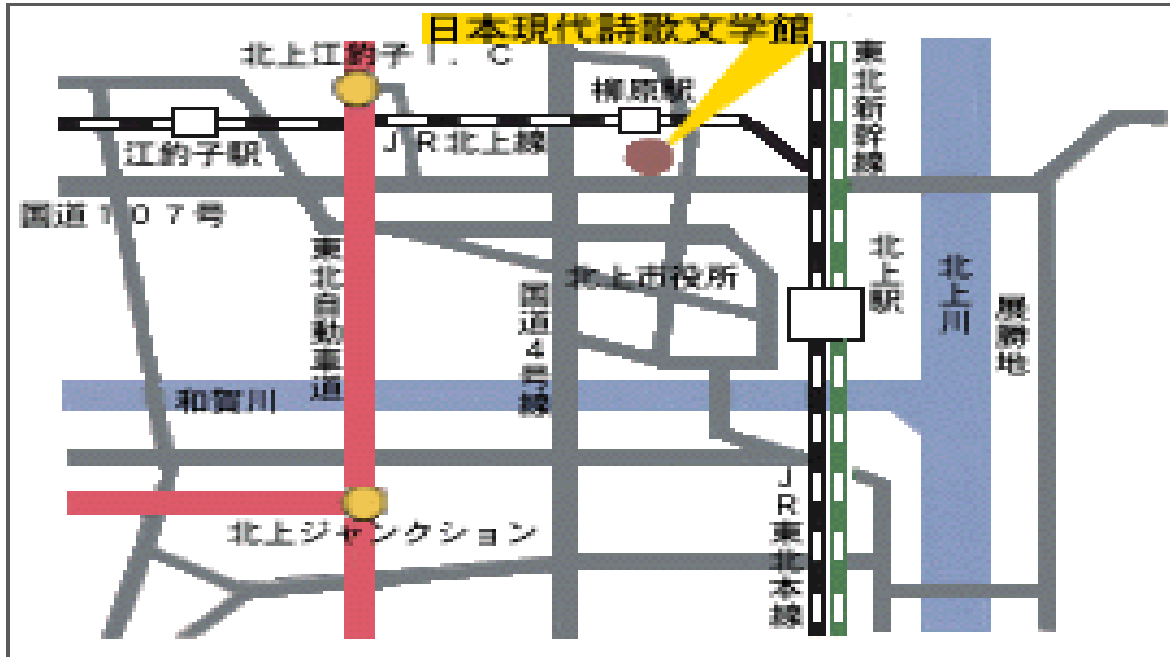 日本現代詩歌文学館
北上江釣子I．C
柳原駅
東北新幹線
江釣子駅
JR北上線
国道107号
東北自動車道
国道4号線
北上市役所
北上駅
北上川
展勝地
和賀川
北上ジャンクション
JR東北本線